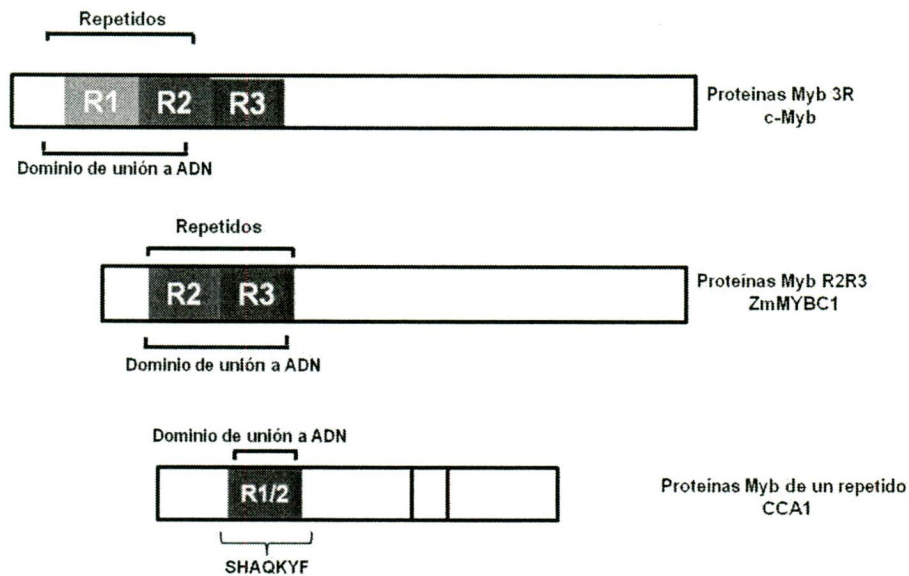 Repetidos
R1 R2 R3
Proteínas Myb 3R
c-Myb
Dominio de unión a ADN
Repetidos
R2 R3
Proteínas Myb R2R3
ZmMYBC1
Dominio de unión a ADN
Dominio de unión a ADN
R1/2
Proteínas Myb de un repetido
CCA1
SHAQKYF